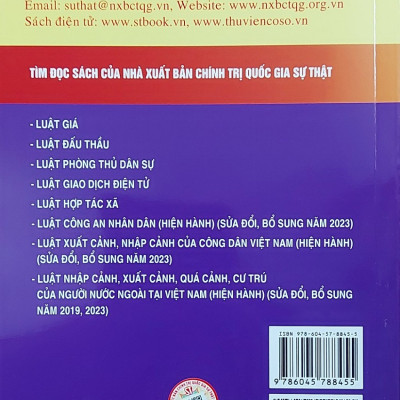 Email: suthat@nxbctqg.vn, Website: www.nxbctqg.org.vn
Sách điện tử: www.stbook.vn, www.thuviencoso.vn
TÌM ĐỌC SÁCH CỦA NHÀ XUẤT BẢN CHÍNH TRỊ QUỐC GIA SỰ THẬT
- LUẬT GIÁ
- LUẬT ĐẤU THẦU
- LUẬT PHÒNG THỦ DÂN SỰ
- LUẬT GIAO DỊCH ĐIỆN TỬ
- LUẬT HỢP TÁC XÃ
- LUẬT CÔNG AN NHÂN DÂN (HIỆN HÀNH) (SỬA ĐỔI, BỔ SUNG NĂM 2023)
- LUẬT XUẤT CẢNH, NHẬP CẢNH CỦA CÔNG DÂN VIỆT NAM (HIỆN HÀNH)
(SỬA ĐỔI, BỔ SUNG NĂM 2023)
- LUẬT NHẬP CẢNH, XUẤT CẢNH, QUÁ CẢNH, CƯ TRÚ
CỦA NGƯỜI NƯỚC NGOÀI TẠI VIỆT NAM (HIỆN HÀNH) (SỬA ĐỔI, BỔ SUNG
NĂM 2019, 2023)
ISBN 978-604-57-8845-5
9 786045 788455